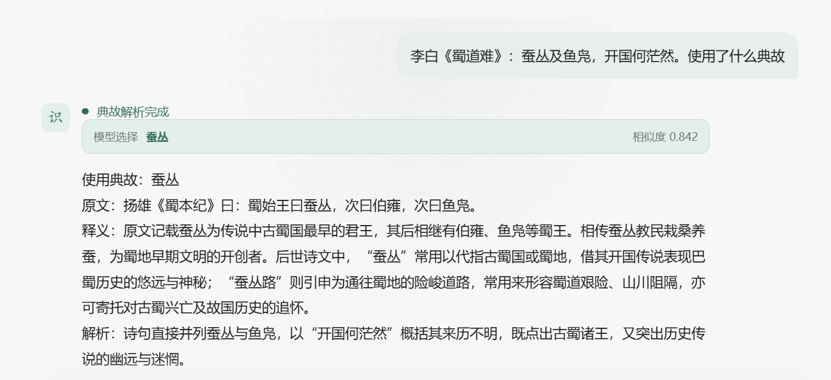 李白《蜀道难》：蚕丛及鱼凫，开国何茫然。使用了什么典故
识
典故解析完成
模型选择 蚕丛 相似度 0.842
使用典故：蚕丛
原文：扬雄《蜀本纪》曰：蜀始王曰蚕丛，次曰伯雍，次曰鱼凫。
释义：原文记载蚕丛为传说中古蜀国最早的君王，其后相继有伯雍、鱼凫等蜀王。相传蚕丛教民栽桑养
蚕，为蜀地早期文明的开创者。后世诗文中，“蚕丛”常用以代指古蜀国或蜀地，借其开国传说表现巴
蜀历史的悠远与神秘；“蚕丛路”则引申为通往蜀地的险峻道路，常用来形容蜀道艰险、山川阻隔，亦
可寄托对古蜀兴亡及故国历史的追怀。
解析：诗句直接并列蚕丛与鱼凫，以“开国何茫然”概括其来历不明，既点出古蜀诸王，又突出历史传
说的幽远与迷惘。